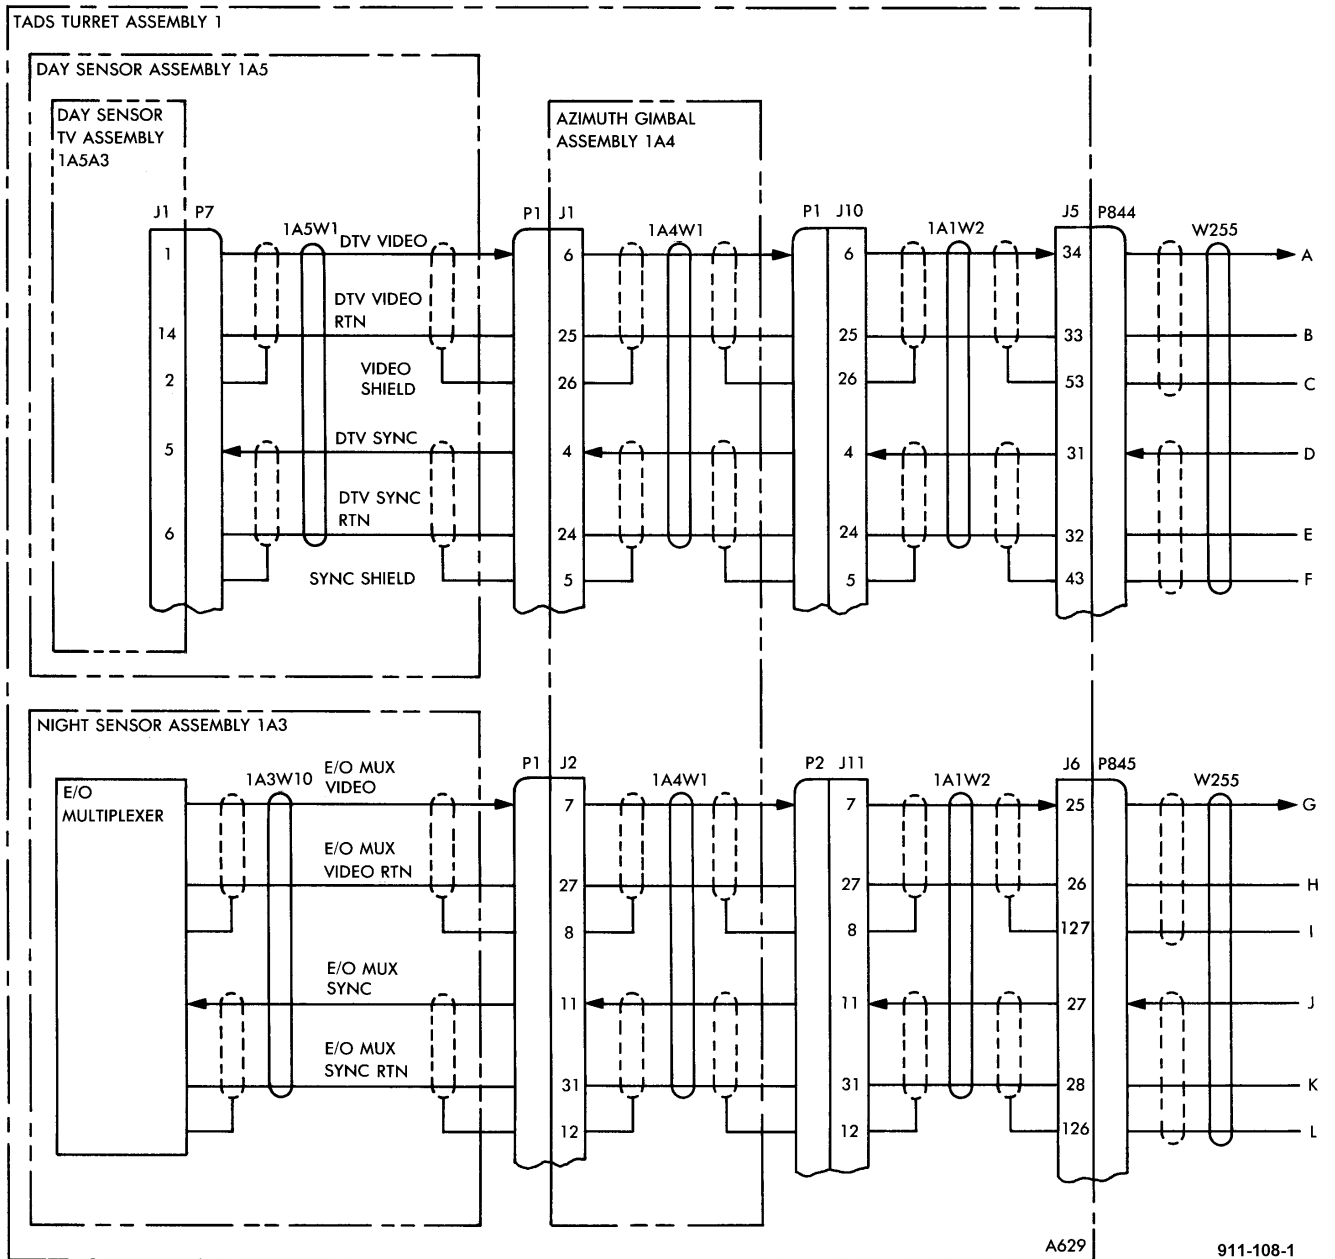 TADS TURRET ASSEMBLY 1
DAY SENSOR ASSEMBLY 1A5
DAY SENSOR
TV ASSEMBLY
1A5A3
AZIMUTH GIMBAL
ASSEMBLY 1A4
J1 P7 1A5W1 P1 J1 1A4W1 P1 J10 1A1W2 J5 P844 W255
1 DTV VIDEO 6 6 34 A
14 DTV VIDEO
RTN 25 25 33 B
2 VIDEO
SHIELD 26 26 53 C
5 DTV SYNC 4 4 31 D
6 DTV SYNC
RTN 24 24 32 E
SYNC SHIELD 5 5 43 F
NIGHT SENSOR ASSEMBLY 1A3
E/O
MULTIPLEXER
1A3W10 P1 J2 1A4W1 P2 J11 1A1W2 J6 P845 W255
E/O MUX
VIDEO 7 7 25 G
E/O MUX
VIDEO RTN 27 27 26 H
8 8 127 I
E/O MUX
SYNC 11 11 27 J
E/O MUX
SYNC RTN 31 31 28 K
12 12 126 L
A629
911-108-1